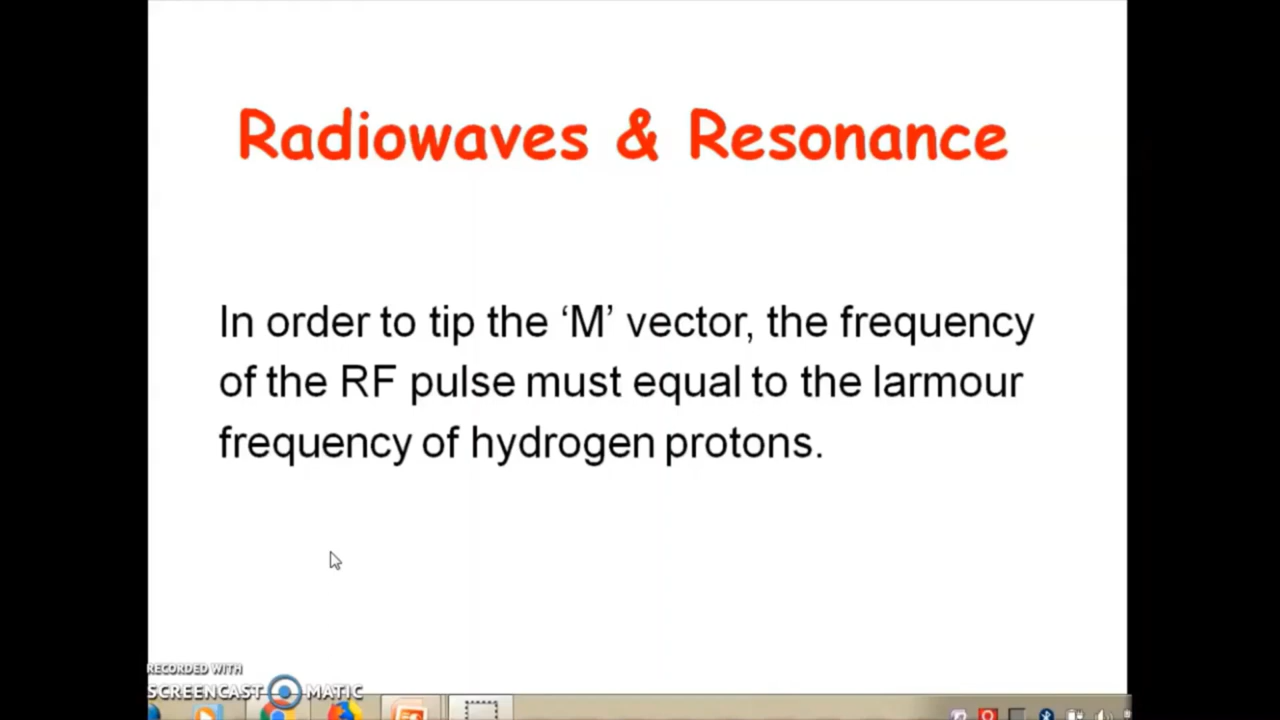 Radiowaves & Resonance
In order to tip the ‘M’ vector, the frequency
of the RF pulse must equal to the larmour
frequency of hydrogen protons.
RECORDED WITH
SCREENCAST MATIC